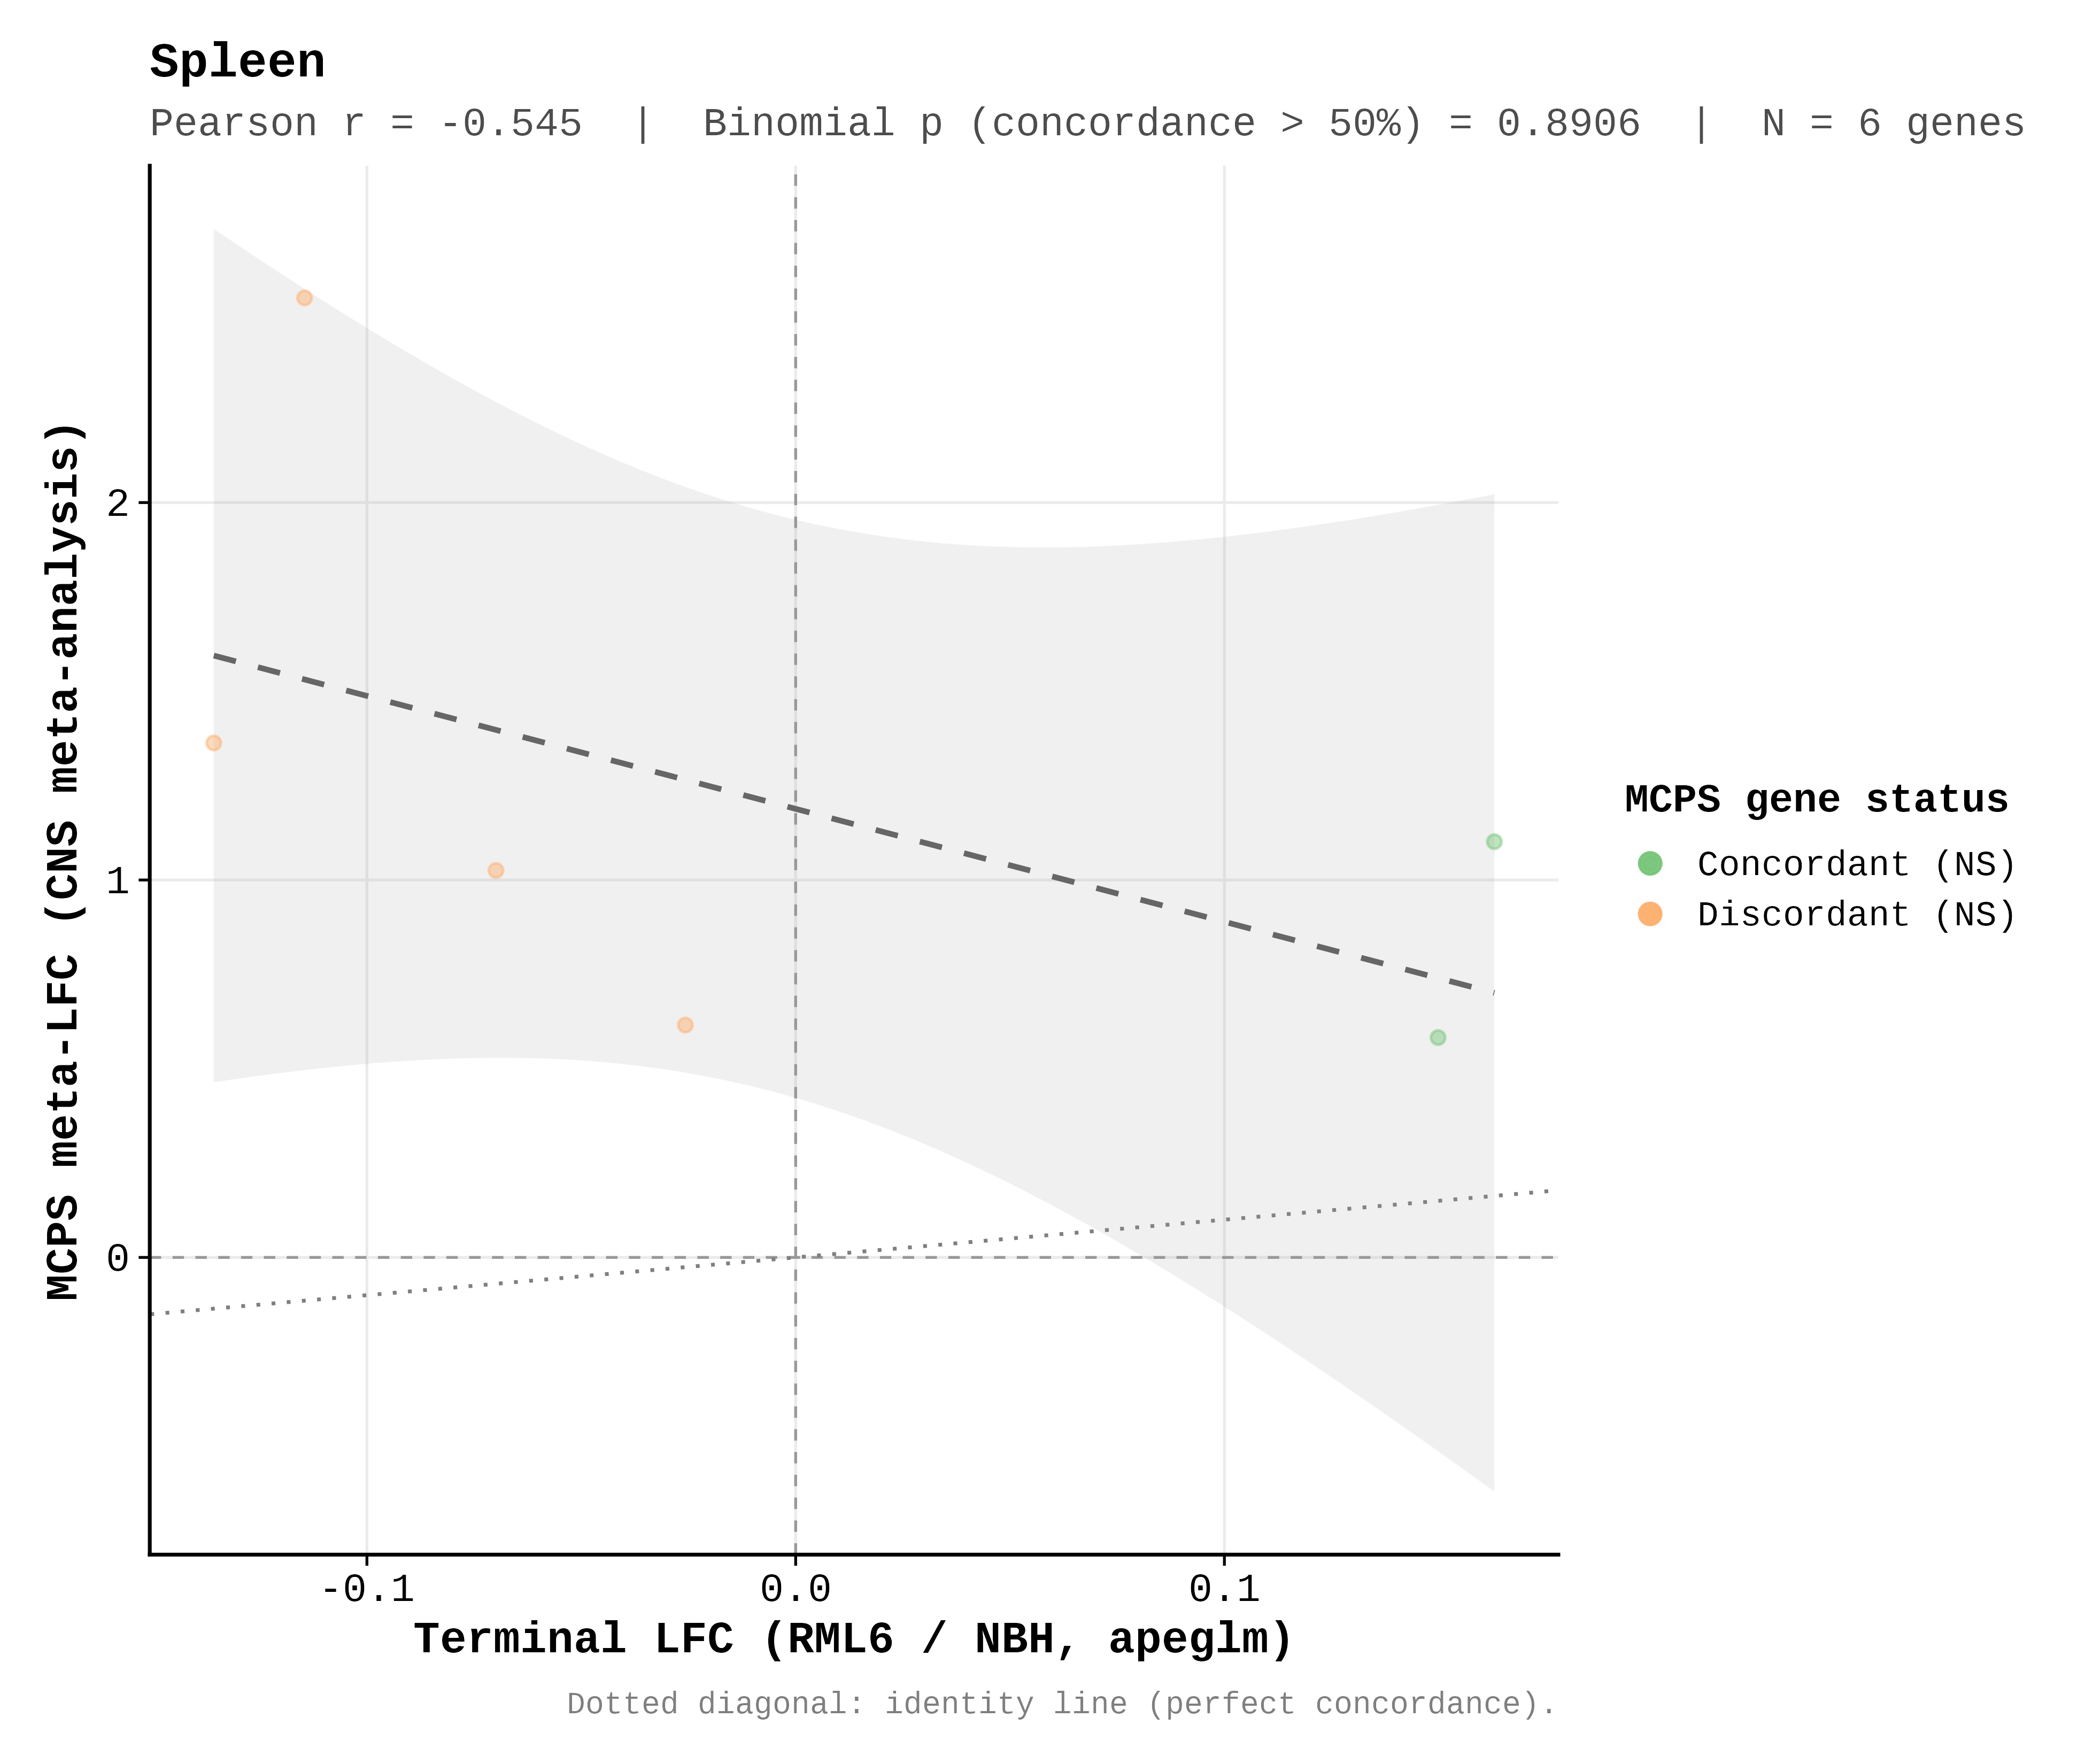 Spleen
Pearson r = -0.545  |  Binomial p (concordance > 50%) = 0.8906  |  N = 6 genes
MCPS meta-LFC (CNS meta-analysis)
2
1
0
MCPS gene status
Concordant (NS)
Discordant (NS)
-0.1
0.0
0.1
Terminal LFC (RML6 / NBH, apeglm)
Dotted diagonal: identity line (perfect concordance).